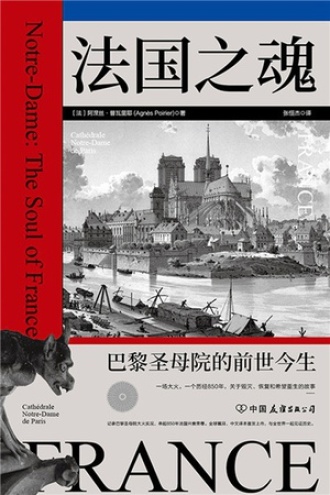 法国之魂
[法]阿涅丝·普瓦里耶(Agnès Poirier)◎著
张恒杰◎译
Cathédrale
Notre-Dame
de Paris
Notre-Dame: The Soul of France
FRANCE
巴黎圣母院的前世今生
一场大火，一个历经850年、关于毁灭、恢复和希望重生的故事
中国友谊出版公司
Cathédrale
Notre-Dame
de Paris
FRANCE